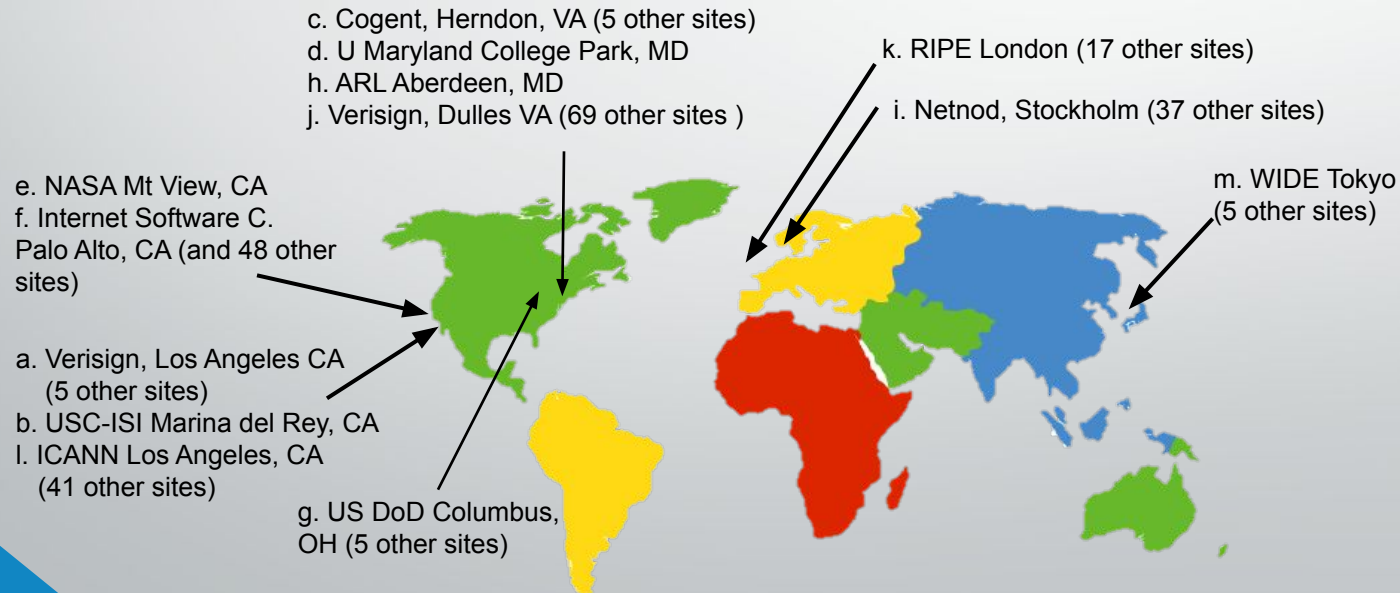 c. Cogent, Herndon, VA (5 other sites)
d. U Maryland College Park, MD
h. ARL Aberdeen, MD
j. Verisign, Dulles VA (69 other sites )
k. RIPE London (17 other sites)
i. Netnod, Stockholm (37 other sites)
m. WIDE Tokyo
(5 other sites)
e. NASA Mt View, CA
f. Internet Software C.
Palo Alto, CA (and 48 other
sites)
a. Verisign, Los Angeles CA
(5 other sites)
b. USC-ISI Marina del Rey, CA
l. ICANN Los Angeles, CA
(41 other sites)
g. US DoD Columbus,
OH (5 other sites)